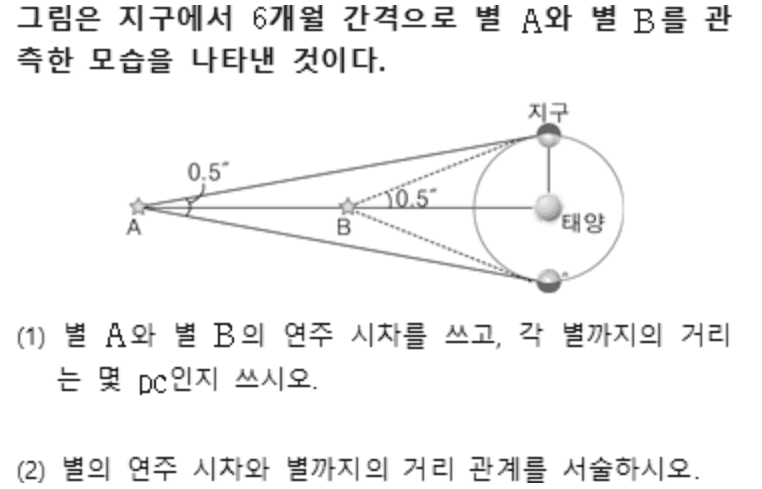 그림은 지구에서 6개월 간격으로 별 A와 별 B를 관
측한 모습을 나타낸 것이다.
지구
0.5″
0.5″
A
B
태양
(1) 별 A와 별 B의 연주 시차를 쓰고, 각 별까지의 거리
는 몇 pc인지 쓰시오.
(2) 별의 연주 시차와 별까지의 거리 관계를 서술하시오.